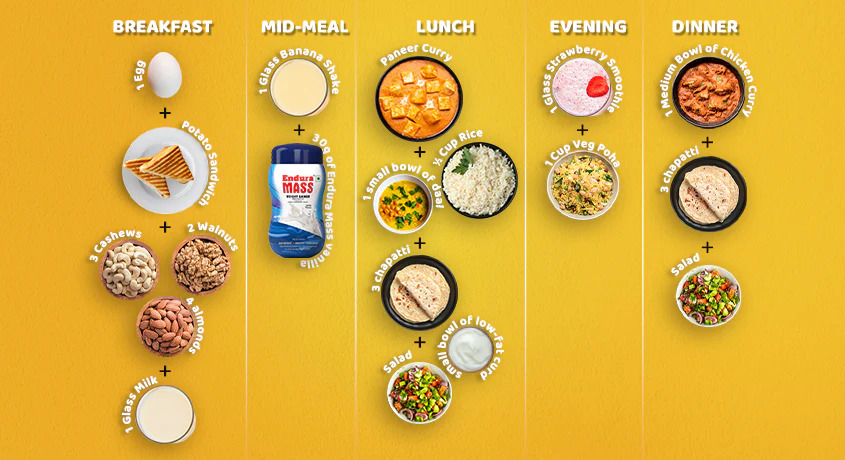 BREAKFAST
1 Egg
+
Potato Sandwich
+
3 Cashews
2 Walnuts
4 almonds
+
1 Glass Milk
MID-MEAL
1 Glass Banana Shake
+
30g of Endura Mass vanilla
Endura
MASS
WEIGHT GAINER
LUNCH
Paneer Curry
+
1 small bowl of daal
½ Cup Rice
+
3 chapatti
+
Salad
small bowl of low-fat curd
EVENING
1 Glass Strawberry Smoothie
+
1 Cup Veg Poha
DINNER
1 Medium Bowl of Chicken Curry
+
3 chapatti
+
Salad